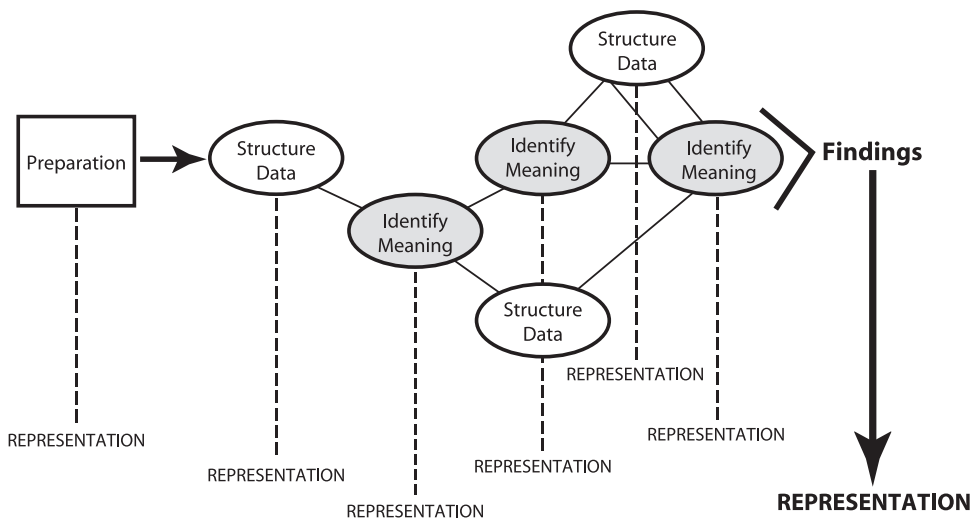 Structure
Data
Preparation
Structure
Data
Identify
Meaning
Identify
Meaning
Findings
Identify
Meaning
Structure
Data
REPRESENTATION
REPRESENTATION
REPRESENTATION
REPRESENTATION
REPRESENTATION
REPRESENTATION
REPRESENTATION